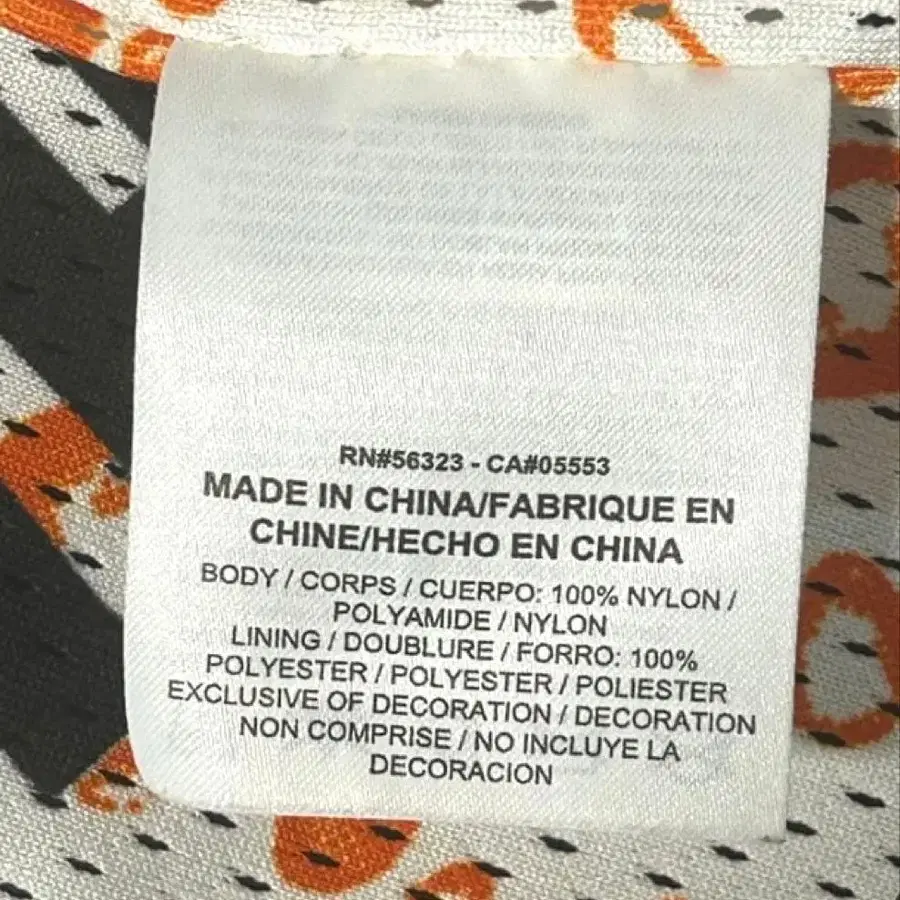 RN#56323 - CA#05553
MADE IN CHINA/FABRIQUE EN
CHINE/HECHO EN CHINA
BODY / CORPS / CUERPO: 100% NYLON /
POLYAMIDE / NYLON
LINING / DOUBLURE / FORRO: 100%
POLYESTER / POLYESTER / POLIESTER
EXCLUSIVE OF DECORATION / DECORATION
NON COMPRISE / NO INCLUYE LA
DECORACION